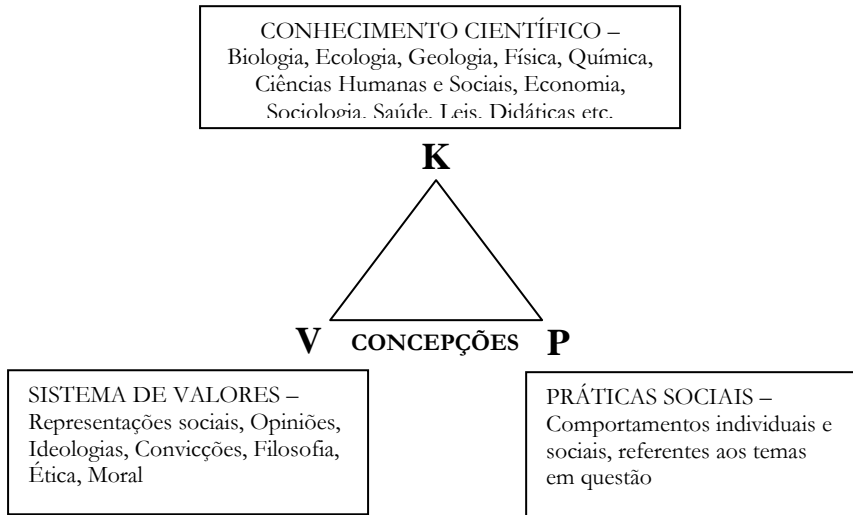 CONHECIMENTO CIENTÍFICO –
Biologia, Ecologia, Geologia, Física, Química,
Ciências Humanas e Sociais, Economia,
Sociologia, Saúde, Leis, Didáticas etc.
K
V CONCEPÇÕES P
SISTEMA DE VALORES –
Representações sociais, Opiniões,
Ideologias, Convicções, Filosofia,
Ética, Moral
PRÁTICAS SOCIAIS –
Comportamentos individuais e
sociais, referentes aos temas
em questão